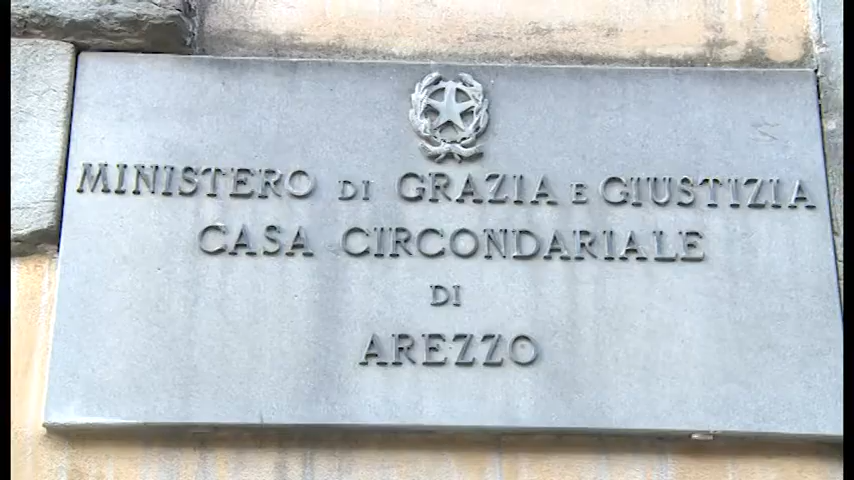 MINISTERO DI GRAZIA E GIUSTIZIA
CASA CIRCONDARIALE
DI
AREZZO